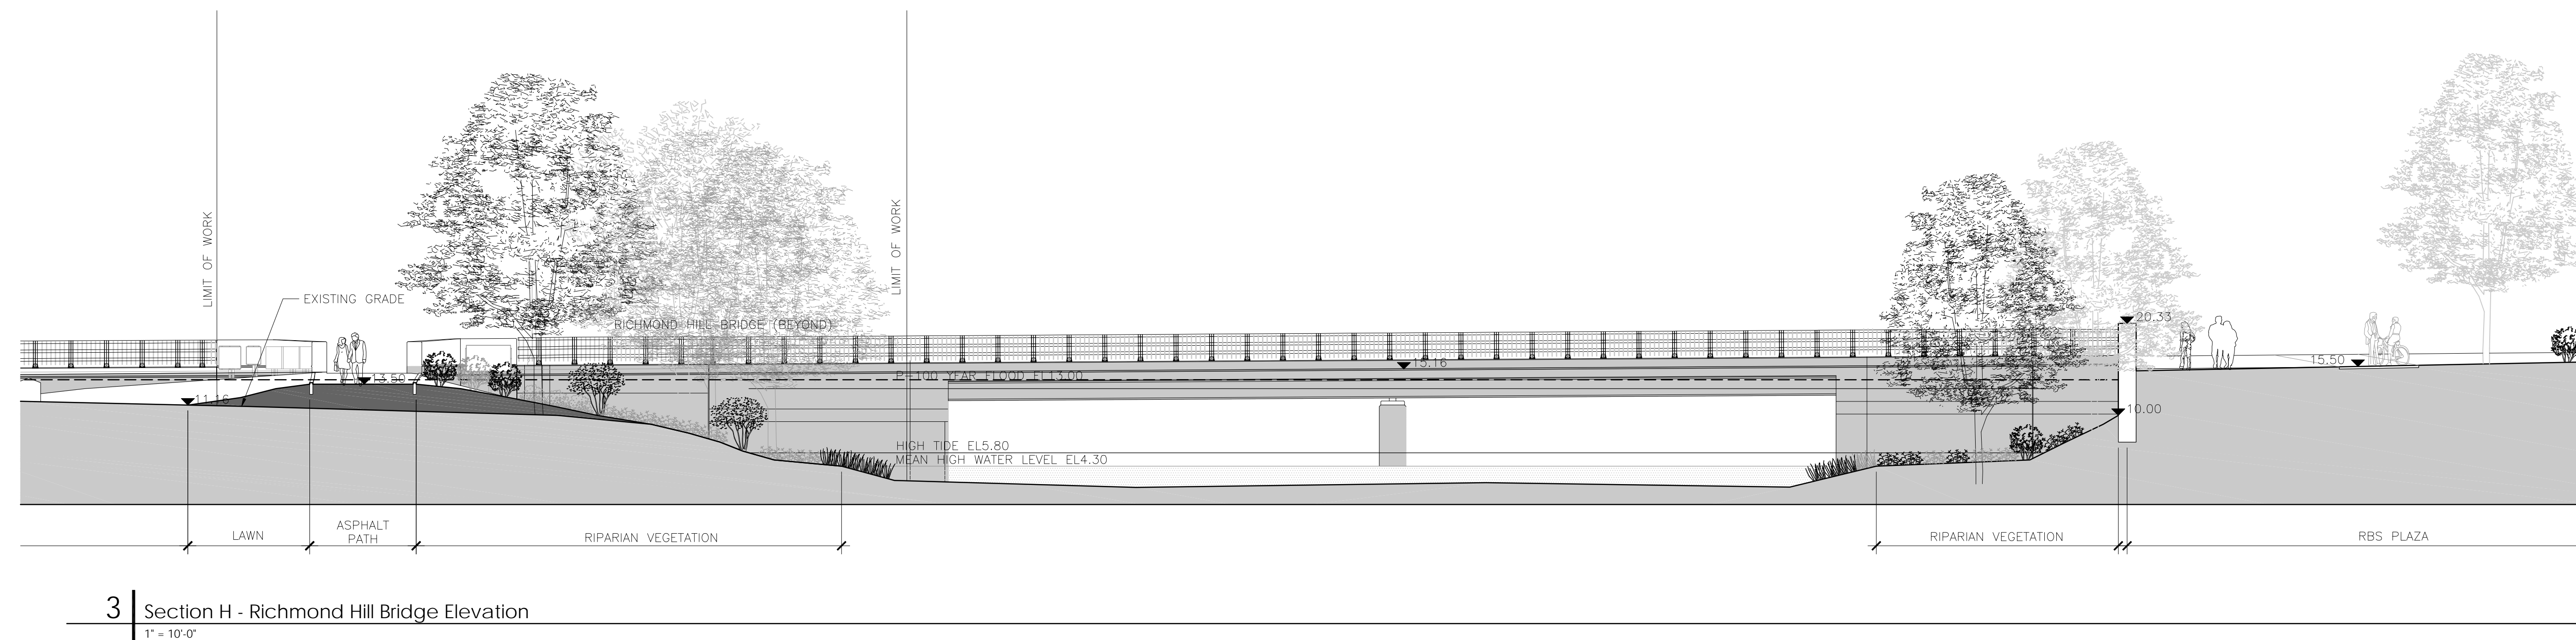 LIMIT OF WORK
LIMIT OF WORK
EXISTING GRADE
RICHMOND HILL BRIDGE (BEYOND)
20.33
15.16
15.50
100 YEAR FLOOD EL13.00
13.50
11.16
10.00
HIGH TIDE EL5.80
MEAN HIGH WATER LEVEL EL4.30
LAWN
ASPHALT
PATH
RIPARIAN VEGETATION
RIPARIAN VEGETATION
RBS PLAZA
3
Section H - Richmond Hill Bridge Elevation
1" = 10'-0"